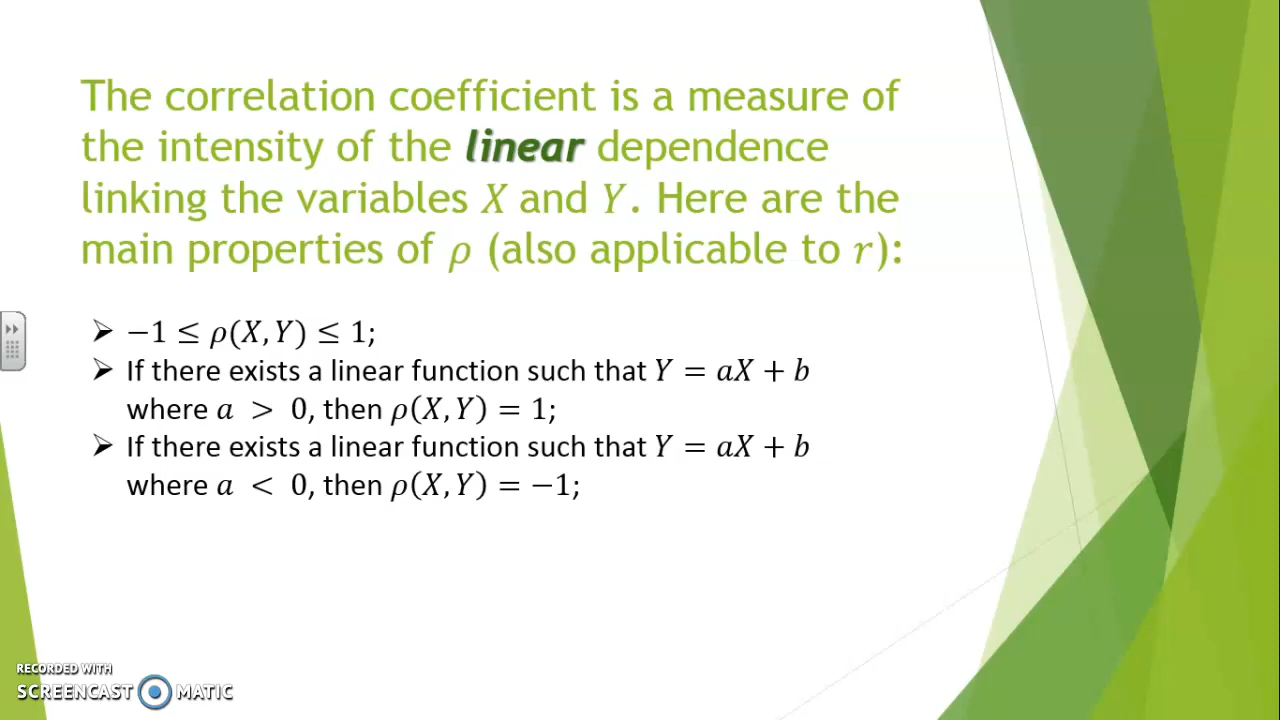 The correlation coefficient is a measure of
the intensity of the linear dependence
linking the variables X and Y. Here are the
main properties of ρ (also applicable to r):
➢ −1 ≤ ρ(X, Y) ≤ 1;
➢ If there exists a linear function such that Y = aX + b
where a > 0, then ρ(X, Y) = 1;
➢ If there exists a linear function such that Y = aX + b
where a < 0, then ρ(X, Y) = −1;
RECORDED WITH
SCREENCAST MATIC